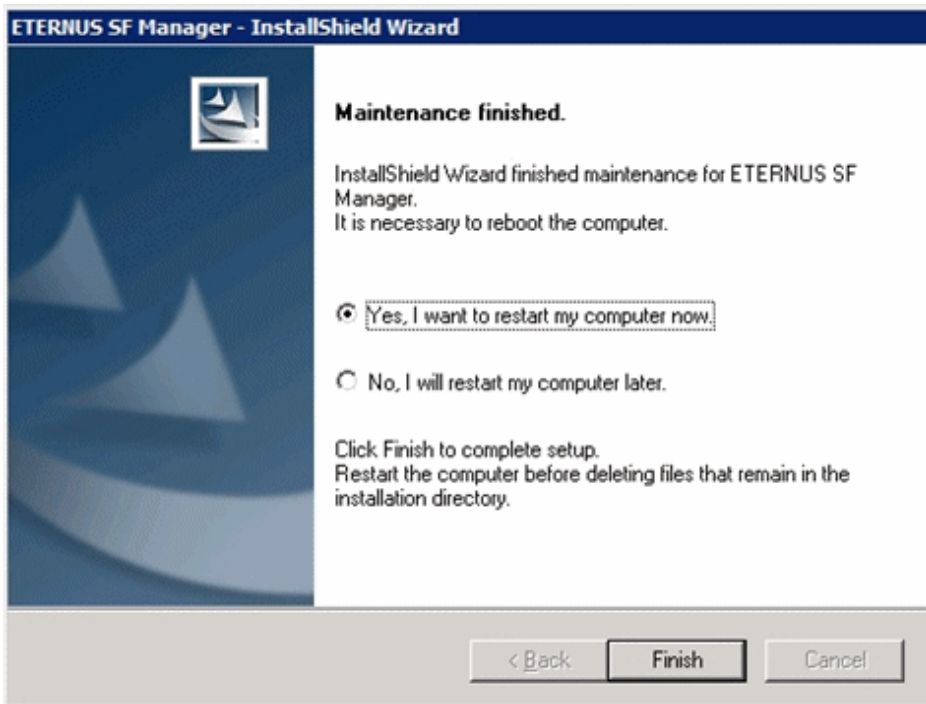 ETERNUS SF Manager - InstallShield Wizard
Maintenance finished.
InstallShield Wizard finished maintenance for ETERNUS SF
Manager.
It is necessary to reboot the computer.
Yes, I want to restart my computer now.
No, I will restart my computer later.
Click Finish to complete setup.
Restart the computer before deleting files that remain in the
installation directory.
< Back
Finish
Cancel